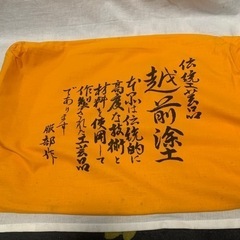 伝統工芸品
越前塗
本品は伝統的に
高度な技術と
材料を使用して
作製された工芸品
であります
服部作